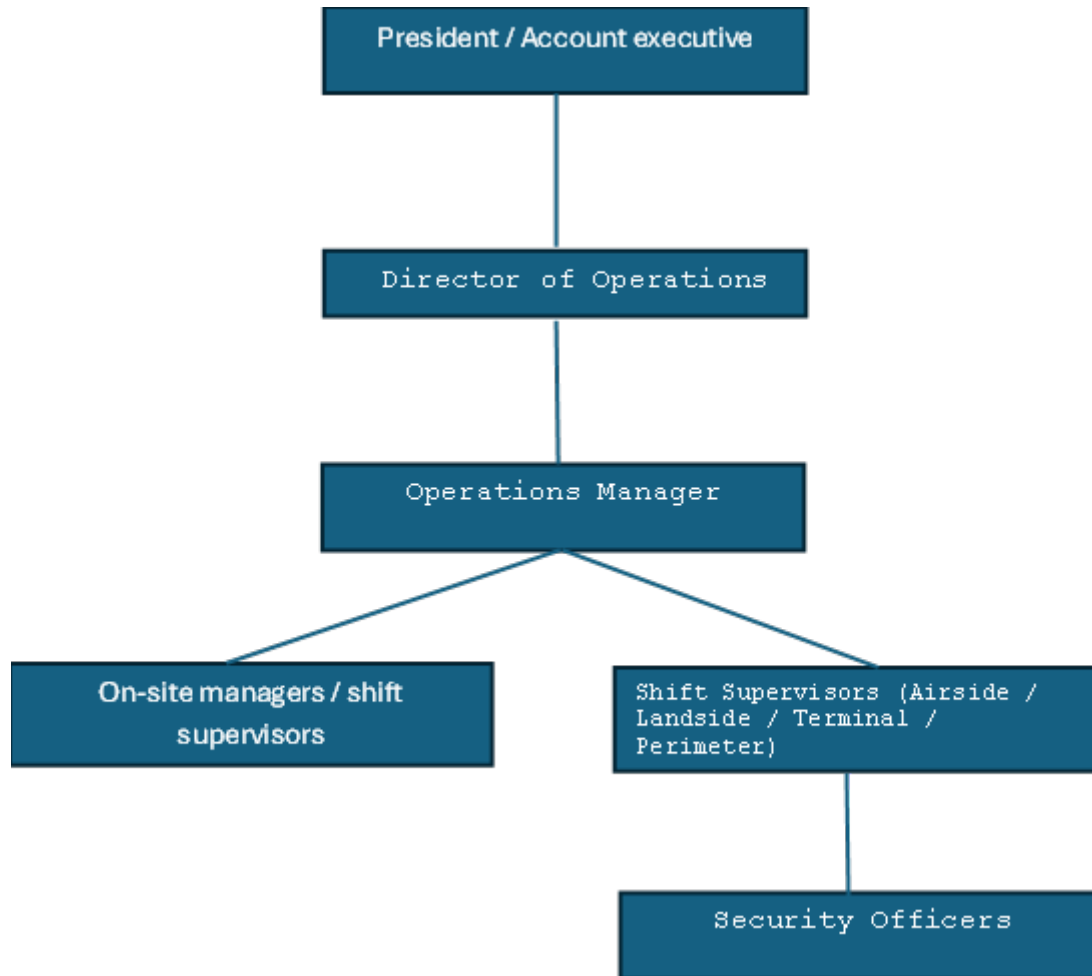 President / Account executive
Director of Operations
Operations Manager
On-site managers / shift
supervisors
Shift Supervisors (Airside /
Landside / Terminal /
Perimeter)
Security Officers